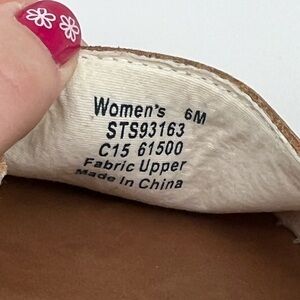 Women's 6M
STS93163
C15 61500
Fabric Upper
Made in China